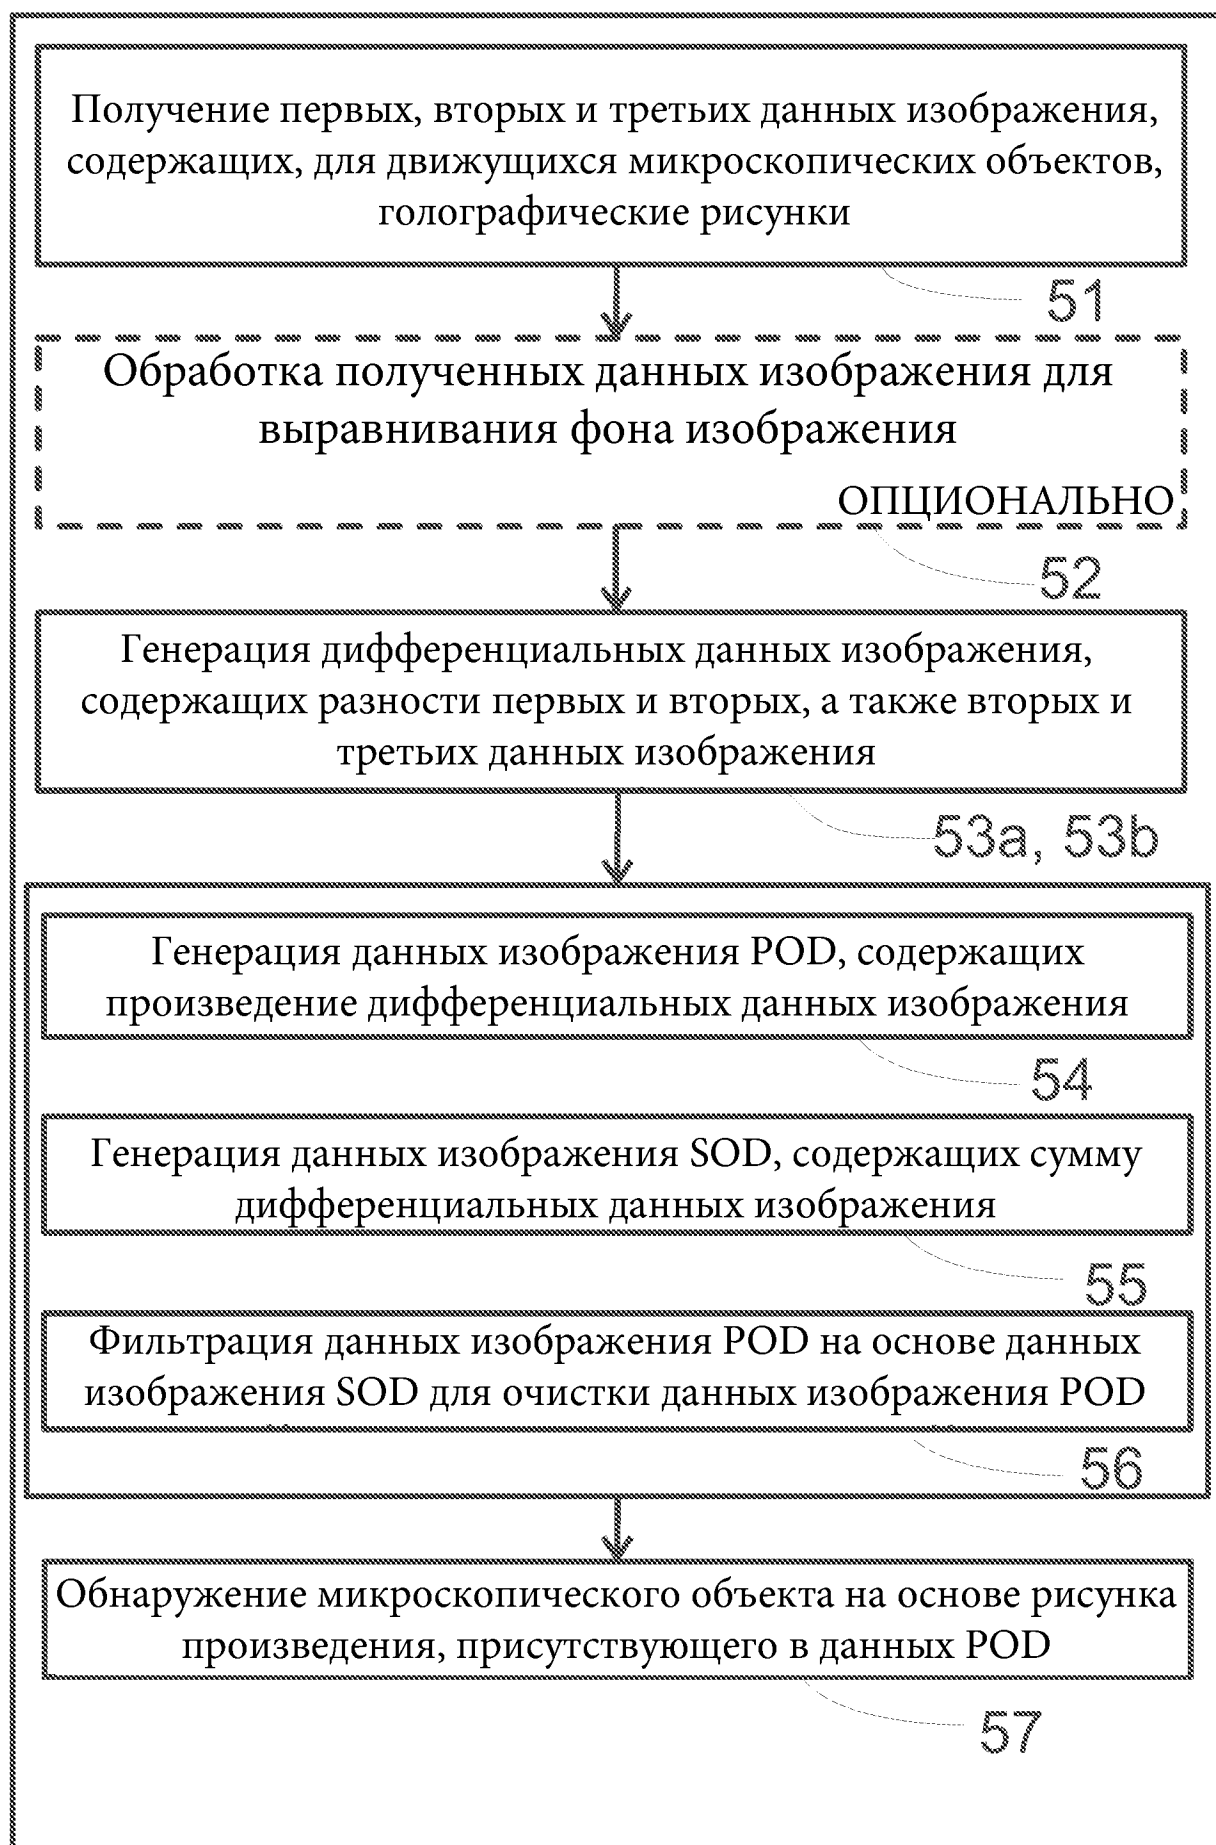 Получение первых, вторых и третьих данных изображения,
содержащих, для движущихся микроскопических объектов,
голографические рисунки
51
Обработка полученных данных изображения для
выравнивания фона изображения
ОПЦИОНАЛЬНО
52
Генерация дифференциальных данных изображения,
содержащих разности первых и вторых, а также вторых и
третьих данных изображения
53a, 53b
Генерация данных изображения POD, содержащих
произведение дифференциальных данных изображения
54
Генерация данных изображения SOD, содержащих сумму
дифференциальных данных изображения
55
Фильтрация данных изображения POD на основе данных
изображения SOD для очистки данных изображения POD
56
Обнаружение микроскопического объекта на основе рисунка
произведения, присутствующего в данных POD
57